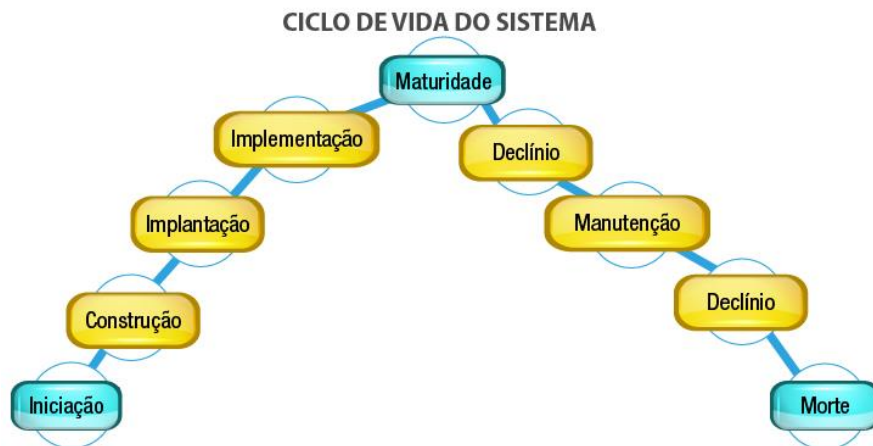 CICLO DE VIDA DO SISTEMA
Iniciação
Construção
Implantação
Implementação
Maturidade
Declínio
Manutenção
Declínio
Morte